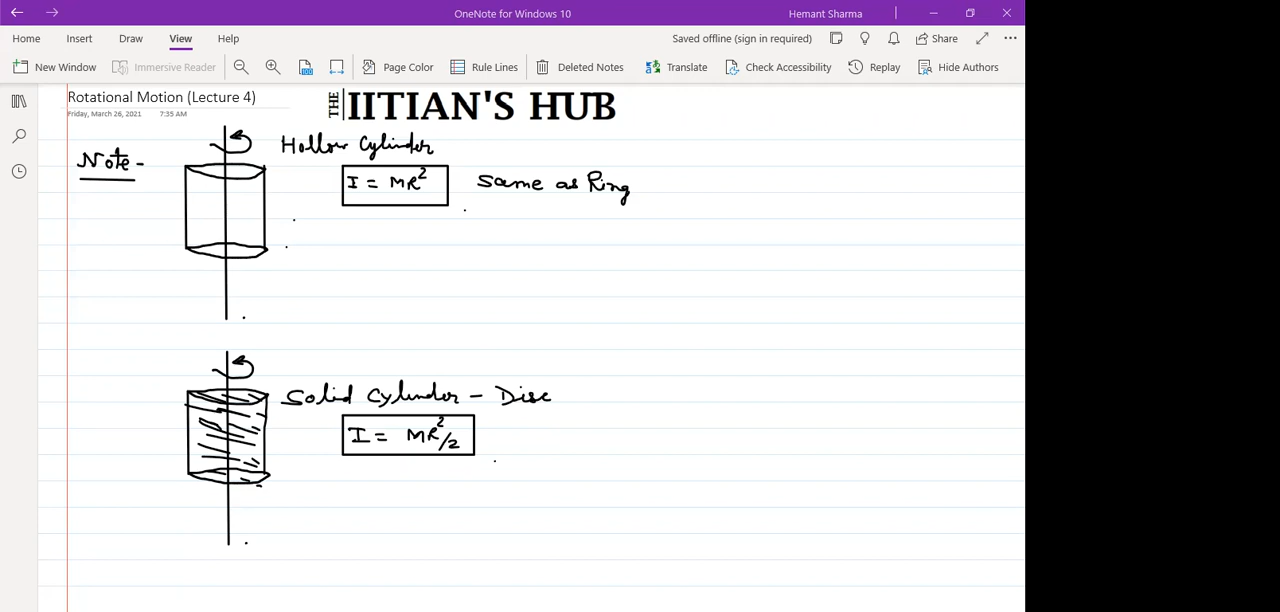 OneNote for Windows 10
Hemant Sharma
Home Insert Draw View Help
Saved offline (sign in required)
Share
New Window
Immersive Reader
100
Page Color
Rule Lines
Deleted Notes
Translate
Check Accessibility
Replay
Hide Authors
Rotational Motion (Lecture 4)
Friday, March 26, 2021 7:35 AM
THE IITIAN'S HUB
Note -
Hollow Cylinder
I = MR²
Same as Ring
Solid Cylinder - Disc
I = MR²/2